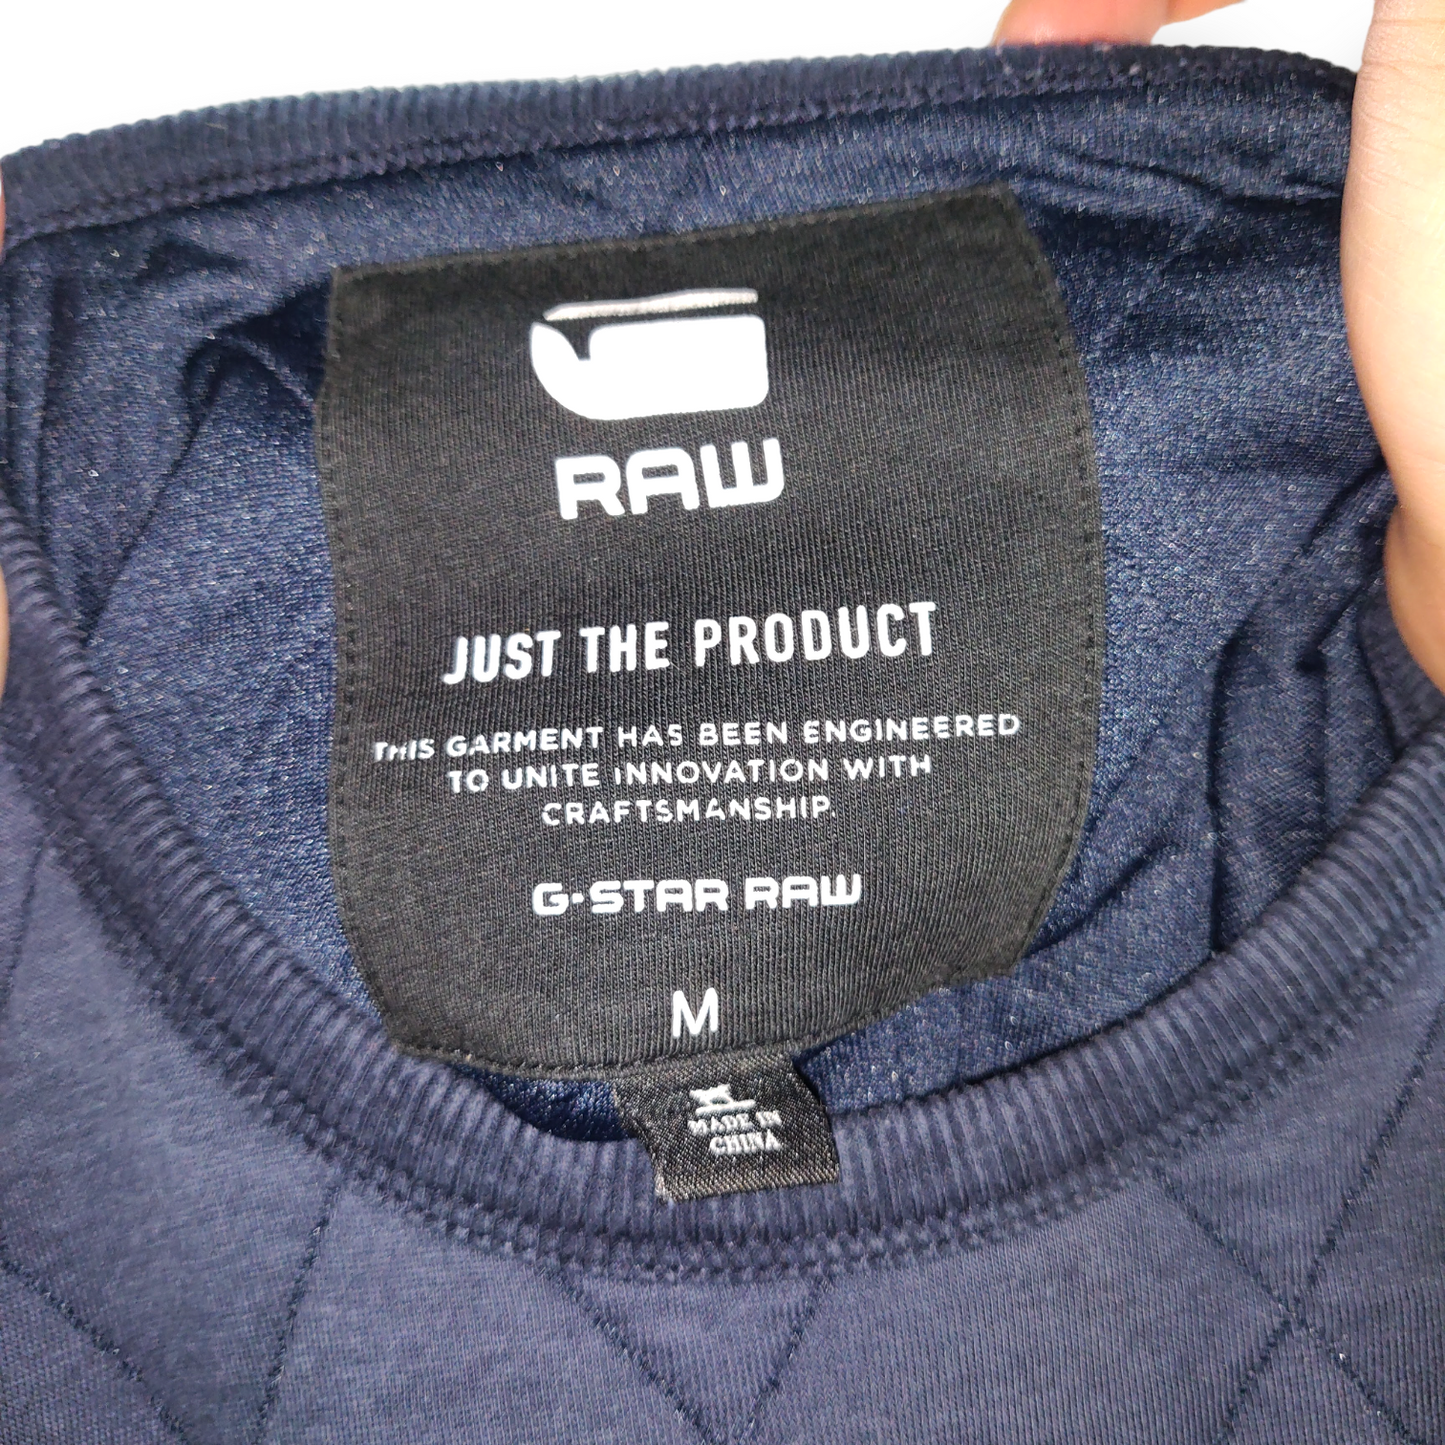 RAW
JUST THE PRODUCT
THIS GARMENT HAS BEEN ENGINEERED
TO UNITE INNOVATION WITH
CRAFTSMANSHIP.
G-STAR RAW
M
MADE IN
CHINA